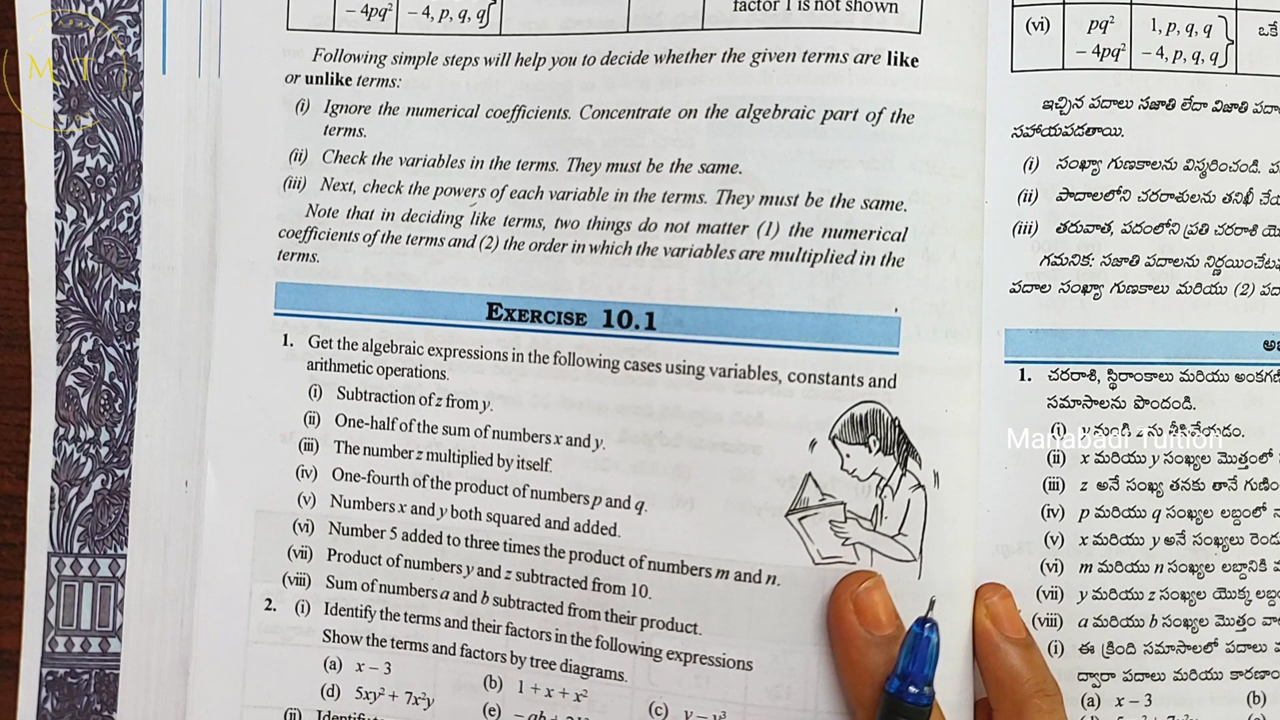 M T
- 4pq² - 4, p, q, q
factor 1 is not shown
Following simple steps will help you to decide whether the given terms are like
or unlike terms:
(i) Ignore the numerical coefficients. Concentrate on the algebraic part of the
terms.
(ii) Check the variables in the terms. They must be the same.
(iii) Next, check the powers of each variable in the terms. They must be the same.
Note that in deciding like terms, two things do not matter (1) the numerical
coefficients of the terms and (2) the order in which the variables are multiplied in the
terms.
EXERCISE 10.1
1. Get the algebraic expressions in the following cases using variables, constants and
arithmetic operations.
(i) Subtraction of z from y.
(ii) One-half of the sum of numbers x and y.
(iii) The number z multiplied by itself.
(iv) One-fourth of the product of numbers p and q.
(v) Numbers x and y both squared and added.
(vi) Number 5 added to three times the product of numbers m and n.
(vii) Product of numbers y and z subtracted from 10.
(viii) Sum of numbers a and b subtracted from their product.
2. (i) Identify the terms and their factors in the following expressions
Show the terms and factors by tree diagrams.
(a) x – 3
(b) 1 + x + x²
(c) y – y³
(d) 5xy² + 7x²y
(e)
(ii)
(vi) pq² 1, p, q, q
- 4pq² - 4, p, q, q
ఇచ్చిన పదాలు సజాతి లేదా విజాతి
సహాయపడతాయి.
(i) సంఖ్యా గుణకాలను విస్మరించండి.
(ii) పాదాలలోని చరరాశులను తనిఖీ
(iii) తరువాత, పదంలోని ప్రతి చరరాశి
గమనిక: సజాతి పదాలను
పదాల సంఖ్యా గుణకాలు మరియు (2)
1. చరరాశి, స్థిరాంకాలు మరియు
సమాసాలను పొందండి.
(i) y నుండి z ను తీసివేయడం.
Manabadi Tuition
(ii) x మరియు y సంఖ్యల మొత్తంలో
(iii) z అనే సంఖ్య తనకు తానే
(iv) p మరియు q సంఖ్యల లబ్దంలో
(v) x మరియు y అనే సంఖ్యలు
(vi) m మరియు n సంఖ్యల లబ్దానికి
(vii) y మరియు z సంఖ్యల యొక్క
(viii) a మరియు b సంఖ్యల మొత్తం
(i) ఈ క్రింది సమాసాలలో పదాలు
ద్వారా పదాలు మరియు
(a) x – 3
(b)